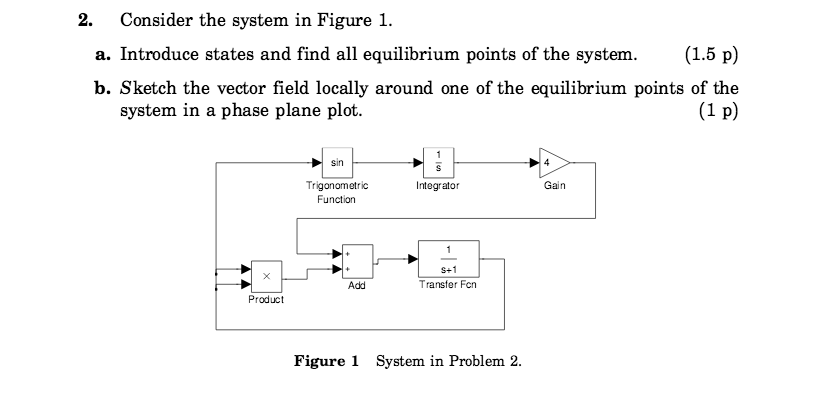 2. Consider the system in Figure 1.
a. Introduce states and find all equilibrium points of the system. (1.5 p)
b. Sketch the vector field locally around one of the equilibrium points of the
system in a phase plane plot. (1 p)
sin
1
s
4
Trigonometric
Function
Integrator
Gain
+
+
1
s+1
×
Add
Transfer Fcn
Product
Figure 1 System in Problem 2.